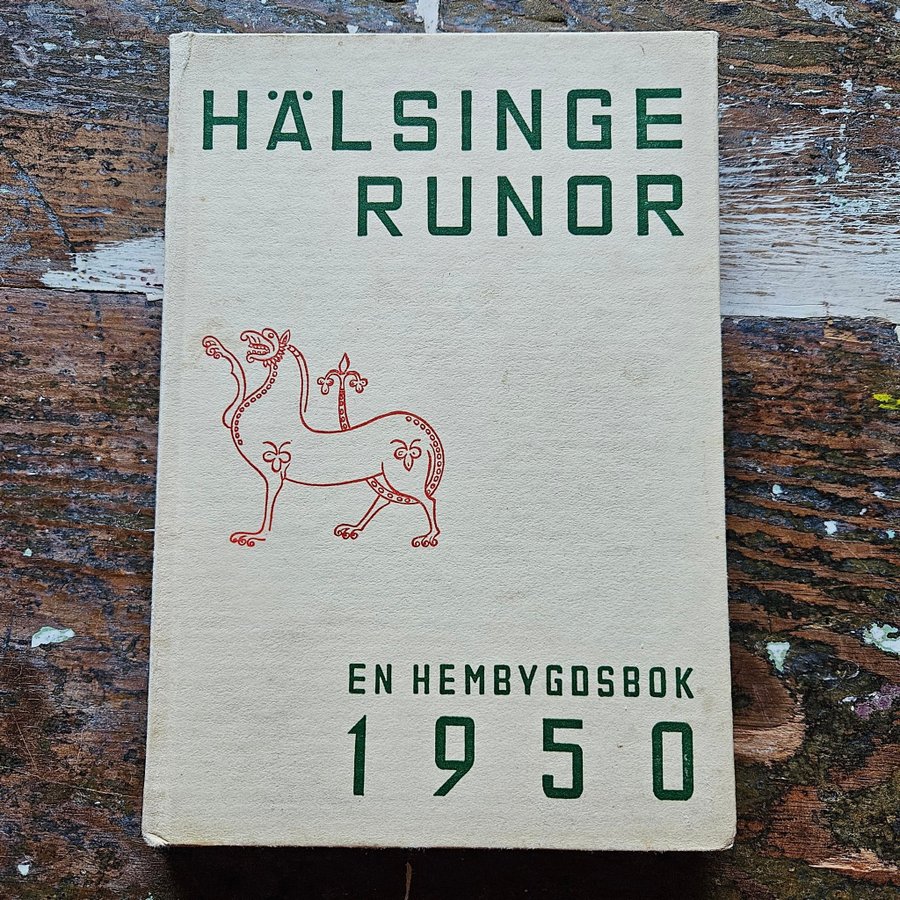 HÄLSINGE
RUNOR
EN HEMBYGDSBOK
1950